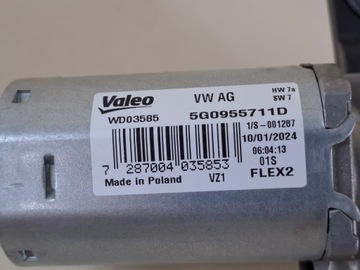 Valeo VW AG HW 7a
SW 7
WD03585 5G0955711D
1/S-001287
10/01/2024
06:04:13
01S
7 287004 035853
Made in Poland VZ1 FLEX2